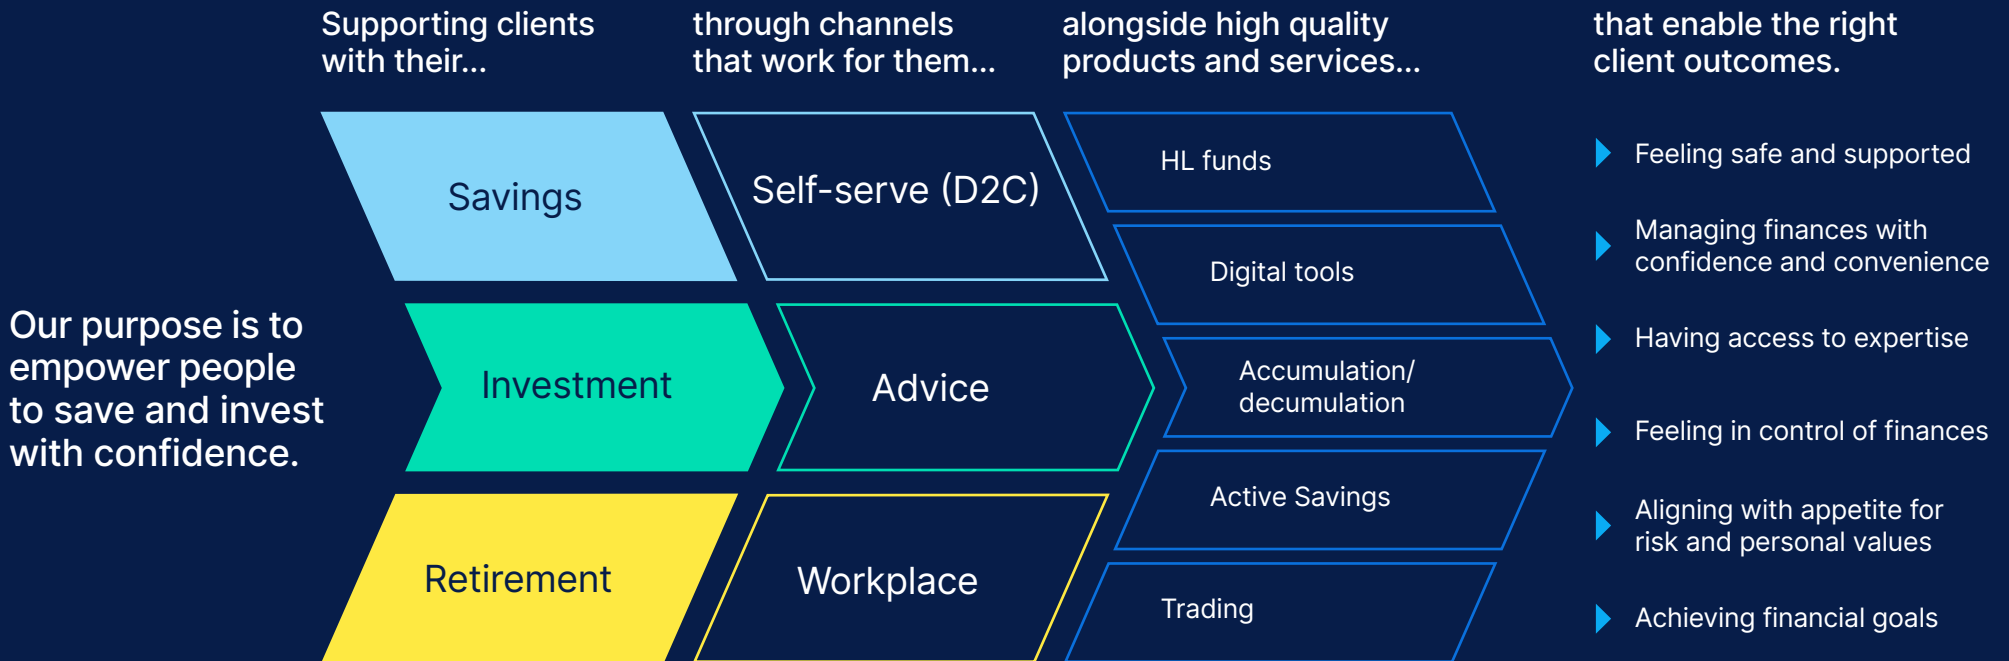 Our purpose is to
empower people
to save and invest
with confidence.
Supporting clients
with their...
Savings
Investment
Retirement
through channels
that work for them...
Self-serve (D2C)
Advice
Workplace
alongside high quality
products and services...
HL funds
Digital tools
Accumulation/
decumulation
Active Savings
Trading
that enable the right
client outcomes.
Feeling safe and supported
Managing finances with
confidence and convenience
Having access to expertise
Feeling in control of finances
Aligning with appetite for
risk and personal values
Achieving financial goals